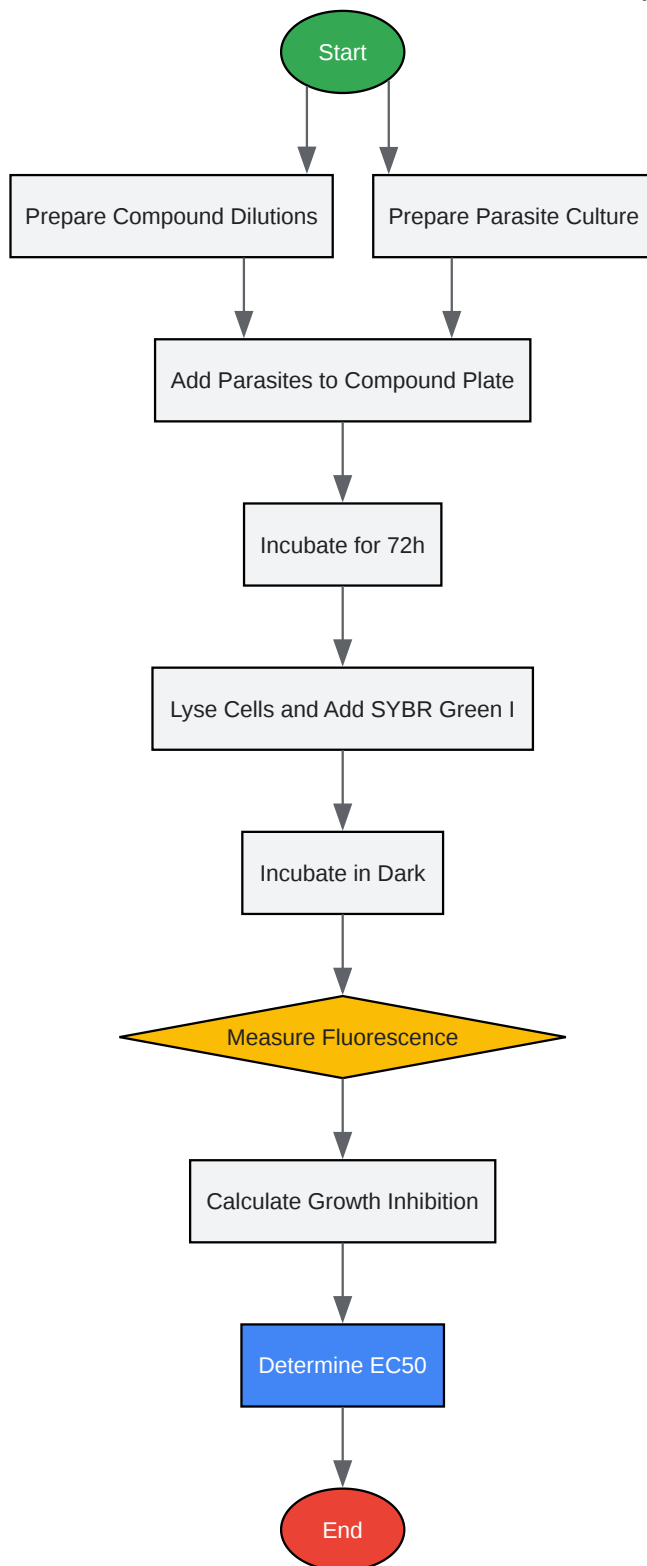 Start
Prepare Compound Dilutions
Prepare Parasite Culture
Add Parasites to Compound Plate
Incubate for 72h
Lyse Cells and Add SYBR Green I
Incubate in Dark
Measure Fluorescence
Calculate Growth Inhibition
Determine EC50
End